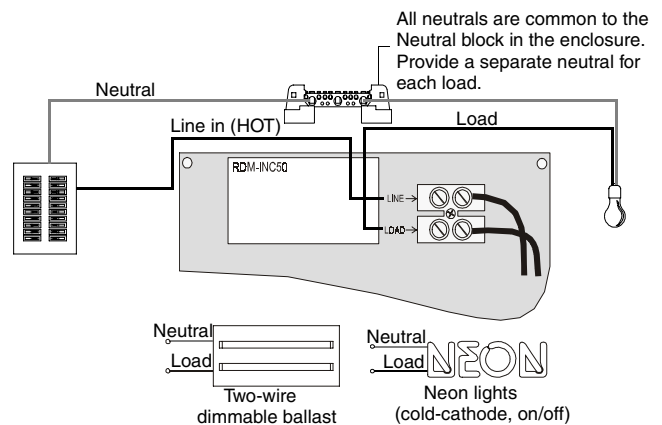 All neutrals are common to the
Neutral block in the enclosure.
Provide a separate neutral for
each load.
Neutral
Line in (HOT)
Load
RDM-INC50
LINE
LOAD
Neutral
Load
Two-wire
dimmable ballast
Neutral
Load
NEON
Neon lights
(cold-cathode, on/off)